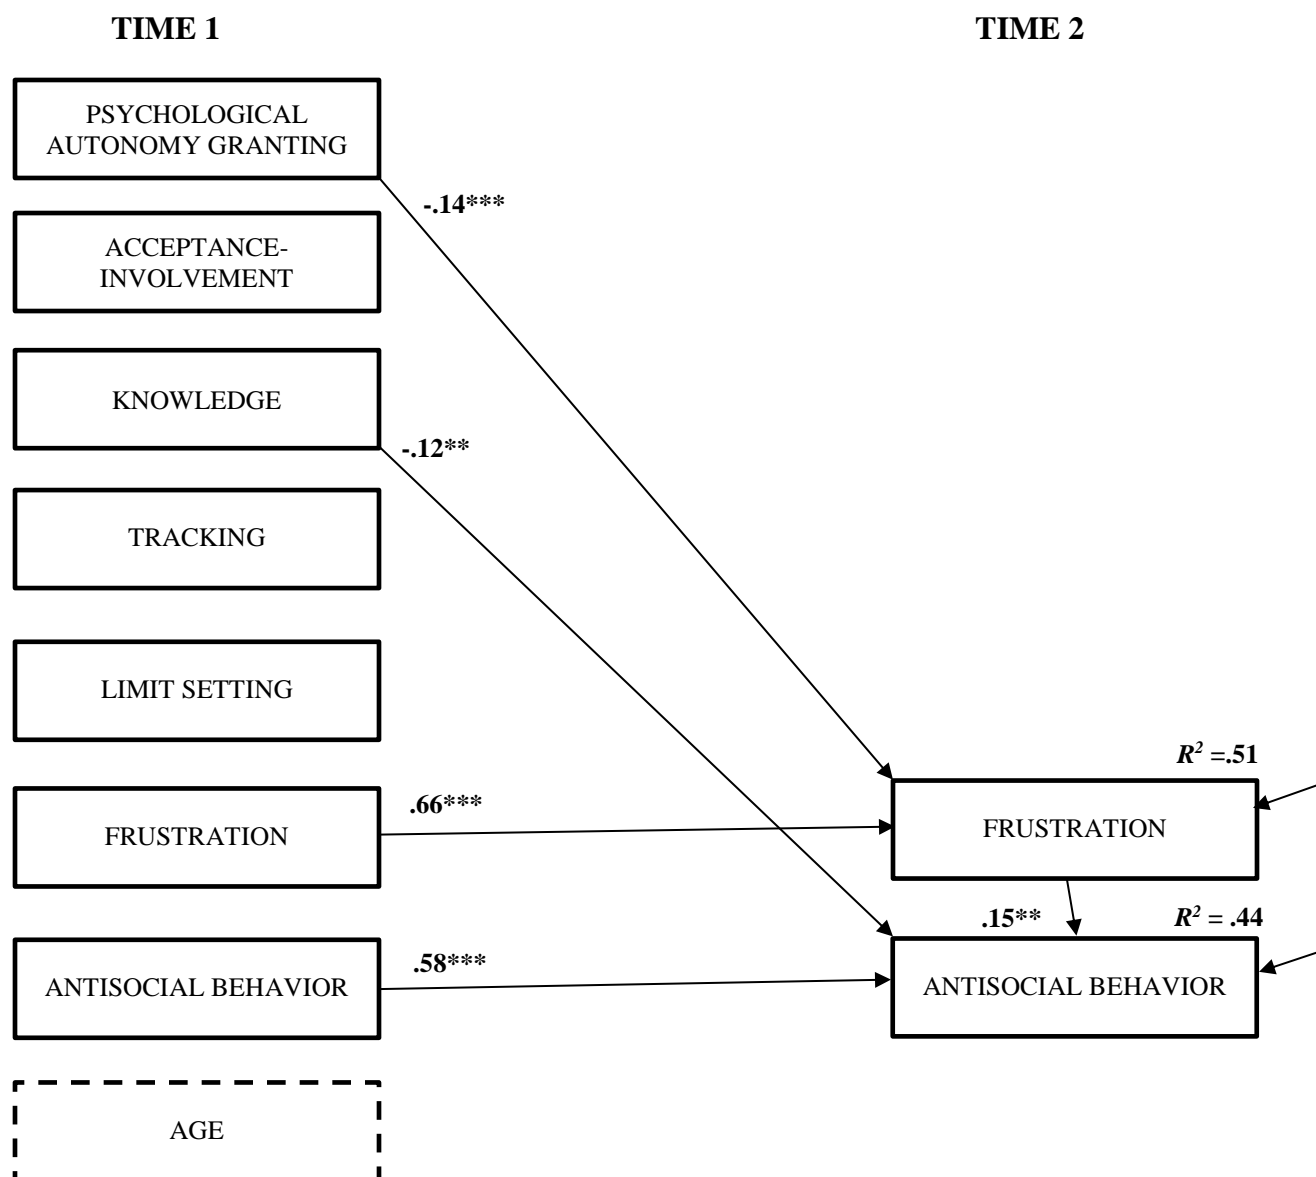 TIME 1
TIME 2
PSYCHOLOGICAL
AUTONOMY GRANTING
-.14***
ACCEPTANCE-
INVOLVEMENT
KNOWLEDGE
-.12**
TRACKING
LIMIT SETTING
R² =.51
FRUSTRATION
.66***
FRUSTRATION
.15**
R² = .44
ANTISOCIAL BEHAVIOR
.58***
ANTISOCIAL BEHAVIOR
AGE